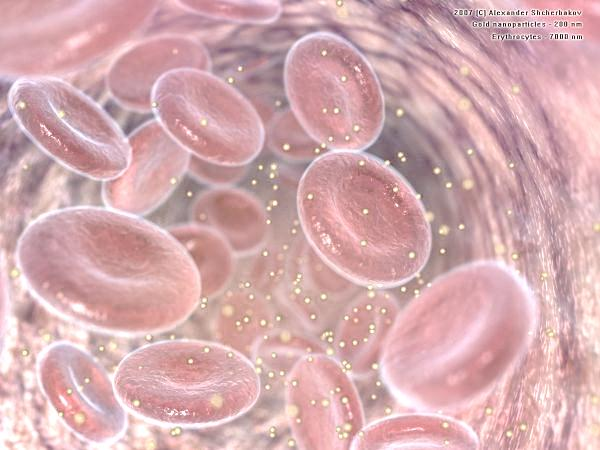 2007 (C) Alexander Shcherbakov
Gold nanoparticles - 200 nm
Erythrocytes - 7000 nm